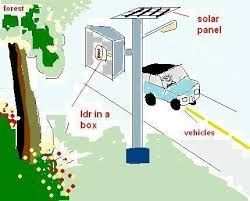 forest
solar
panel
ldr in a
box
vehicles